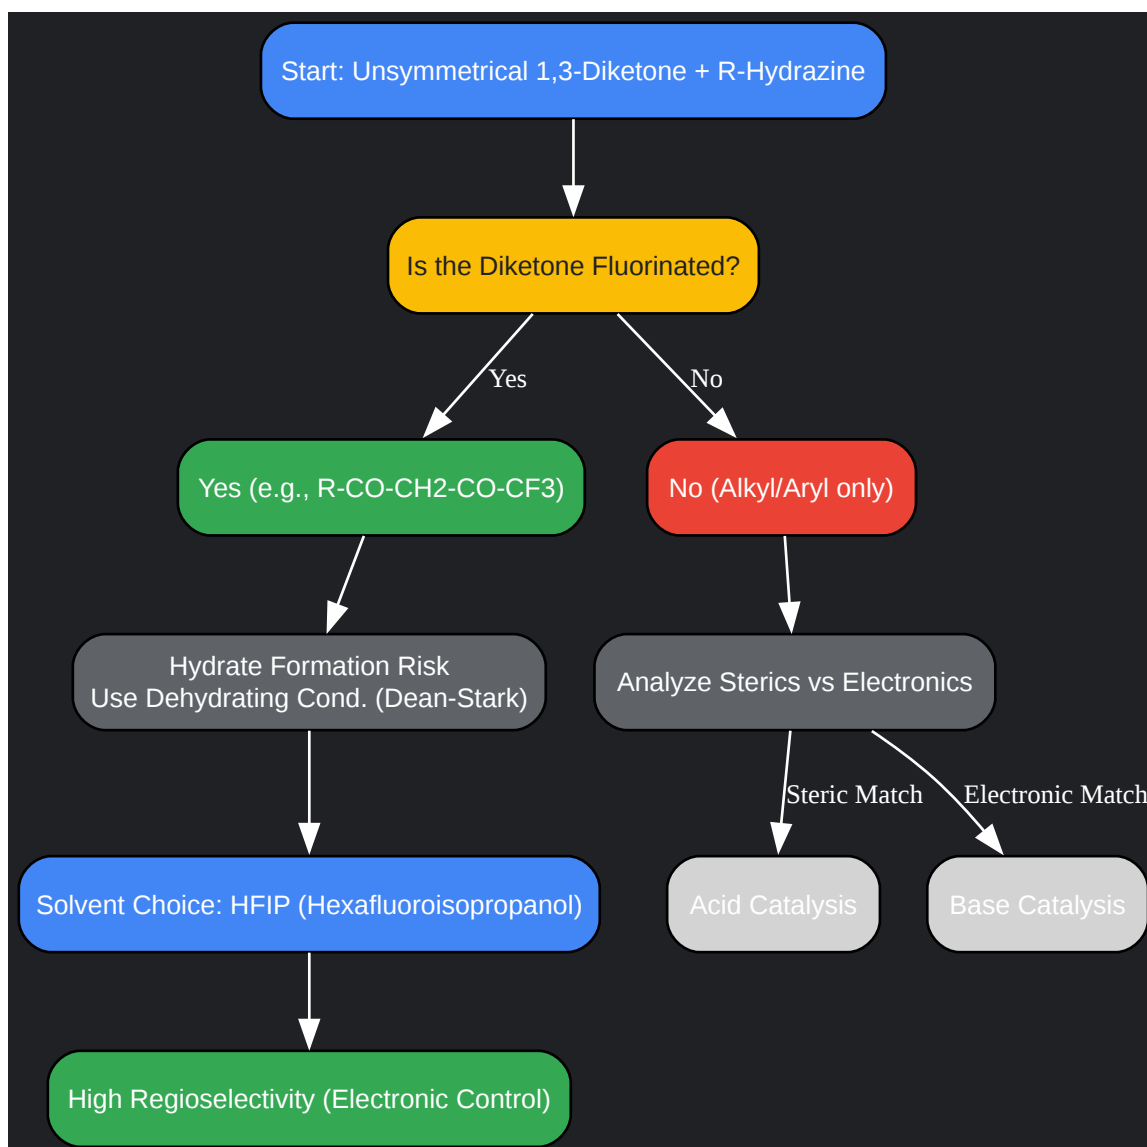 Start: Unsymmetrical 1,3-Diketone + R-Hydrazine
Is the Diketone Fluorinated?
Yes
No
Yes (e.g., R-CO-CH2-CO-CF3)
No (Alkyl/Aryl only)
Hydrate Formation Risk
Use Dehydrating Cond. (Dean-Stark)
Analyze Sterics vs Electronics
Steric Match
Electronic Match
Solvent Choice: HFIP (Hexafluoroisopropanol)
Acid Catalysis
Base Catalysis
High Regioselectivity (Electronic Control)